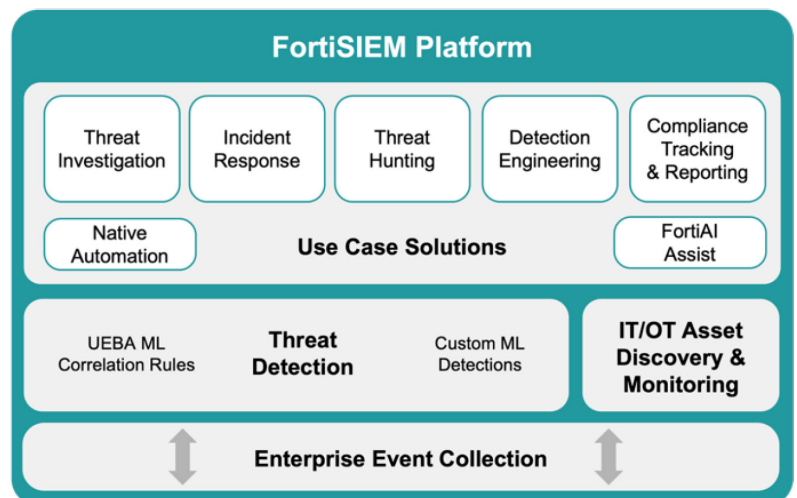 FortiSIEM Platform
Threat
Investigation
Incident
Response
Threat
Hunting
Detection
Engineering
Compliance
Tracking
& Reporting
Native
Automation
Use Case Solutions
FortiAI
Assist
UEBA ML
Correlation Rules
Threat
Detection
Custom ML
Detections
IT/OT Asset
Discovery &
Monitoring
Enterprise Event Collection